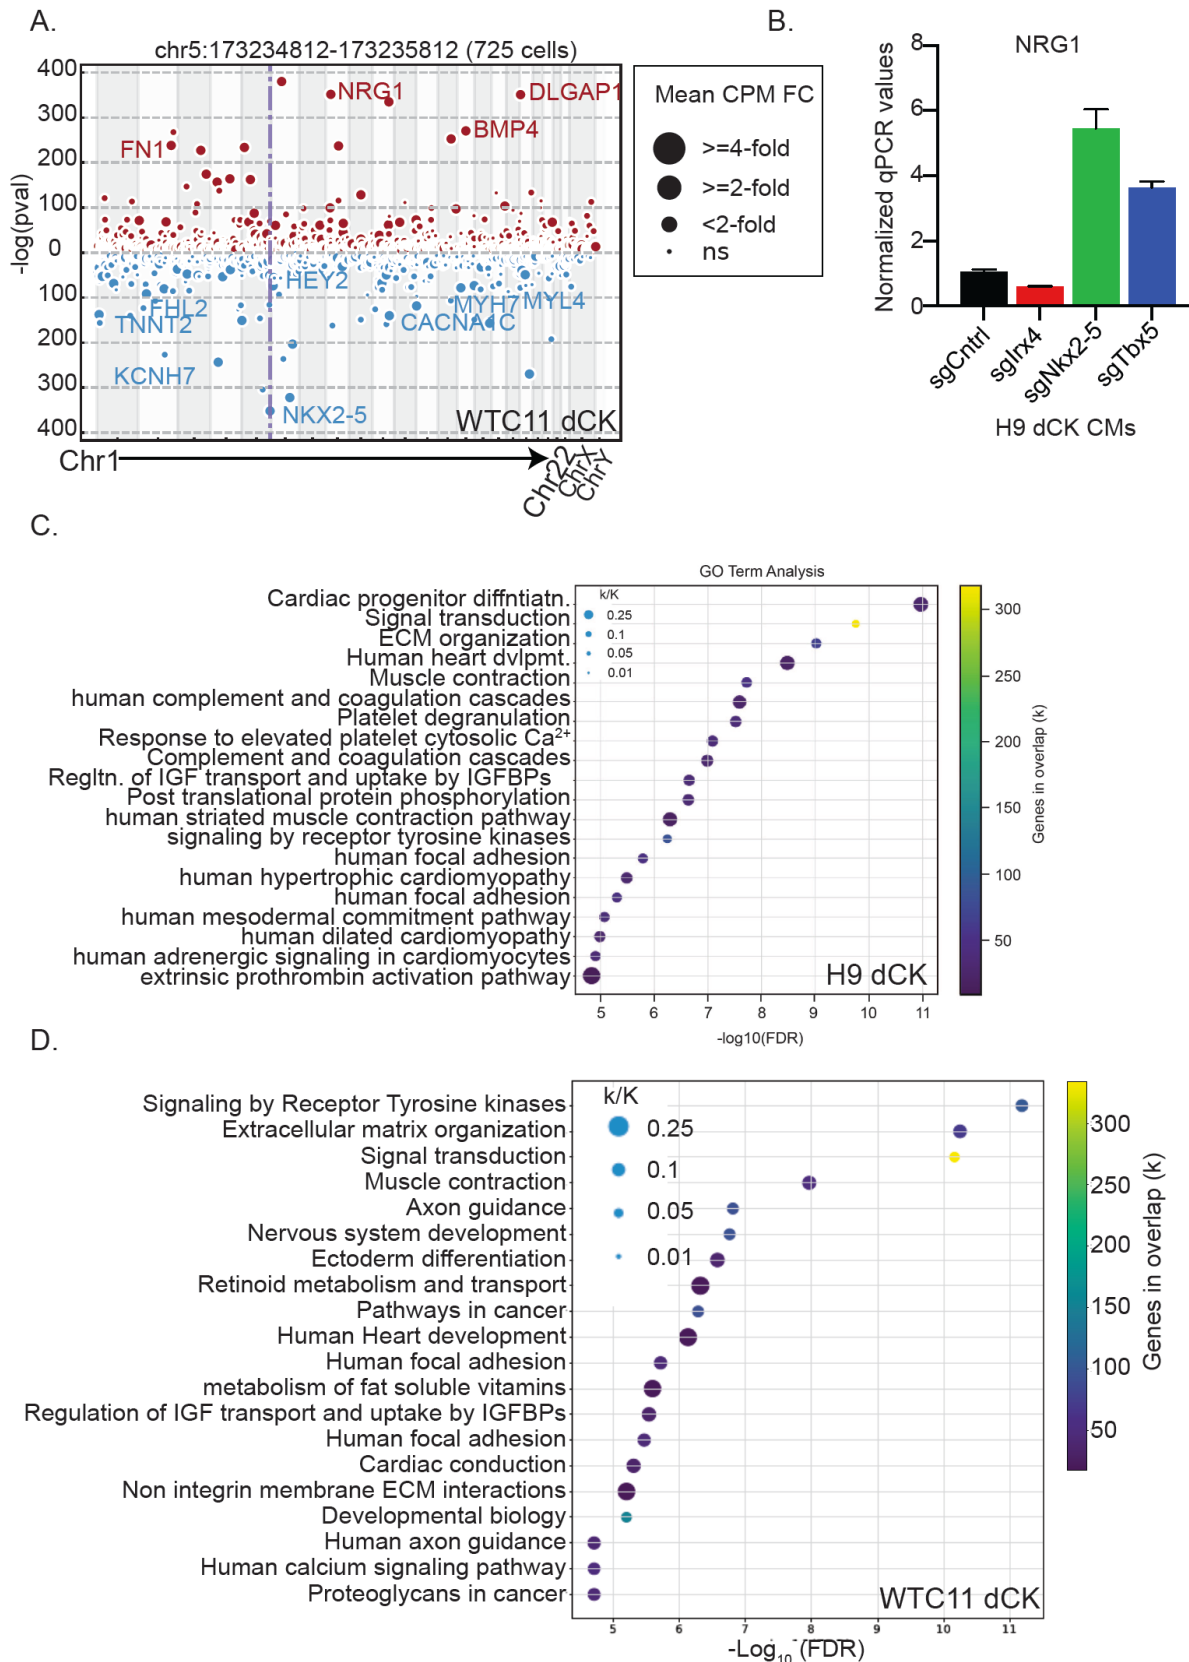 A.
chr5:173234812-173235812 (725 cells)
400
300
200
100
0
100
200
300
400
-log(pval)
NRG1
DLGAP1
BMP4
FN1
HEY2
FHL2
TNNT2
MYH7
MYL4
CACNA1C
KCNH7
NKX2-5
WTC11 dCK
Chr1
Chr22
ChrX
ChrY
Mean CPM FC
>=4-fold
>=2-fold
<2-fold
ns
B.
NRG1
Normalized qPCR values
8
6
4
2
0
sgCntrl
sgIrx4
sgNkx2-5
sgTbx5
H9 dCK CMs
C.
GO Term Analysis
Cardiac progenitor diffntiatn.
Signal transduction
ECM organization
Human heart dvlpmt.
Muscle contraction
human complement and coagulation cascades
Platelet degranulation
Response to elevated platelet cytosolic Ca²⁺
Complement and coagulation cascades
Regltn. of IGF transport and uptake by IGFBPs
Post translational protein phosphorylation
human striated muscle contraction pathway
signaling by receptor tyrosine kinases
human focal adhesion
human hypertrophic cardiomyopathy
human focal adhesion
human mesodermal commitment pathway
human dilated cardiomyopathy
human adrenergic signaling in cardiomyocytes
extrinsic prothrombin activation pathway
k/K
0.25
0.1
0.05
0.01
H9 dCK
5 6 7 8 9 10 11
-log10(FDR)
300
250
200
150
100
50
Genes in overlap (k)
D.
Signaling by Receptor Tyrosine kinases
Extracellular matrix organization
Signal transduction
Muscle contraction
Axon guidance
Nervous system development
Ectoderm differentiation
Retinoid metabolism and transport
Pathways in cancer
Human Heart development
Human focal adhesion
metabolism of fat soluble vitamins
Regulation of IGF transport and uptake by IGFBPs
Human focal adhesion
Cardiac conduction
Non integrin membrane ECM interactions
Developmental biology
Human axon guidance
Human calcium signaling pathway
Proteoglycans in cancer
k/K
0.25
0.1
0.05
0.01
WTC11 dCK
5 6 7 8 9 10 11
-Log₁₀ (FDR)
300
250
200
150
100
50
Genes in overlap (k)